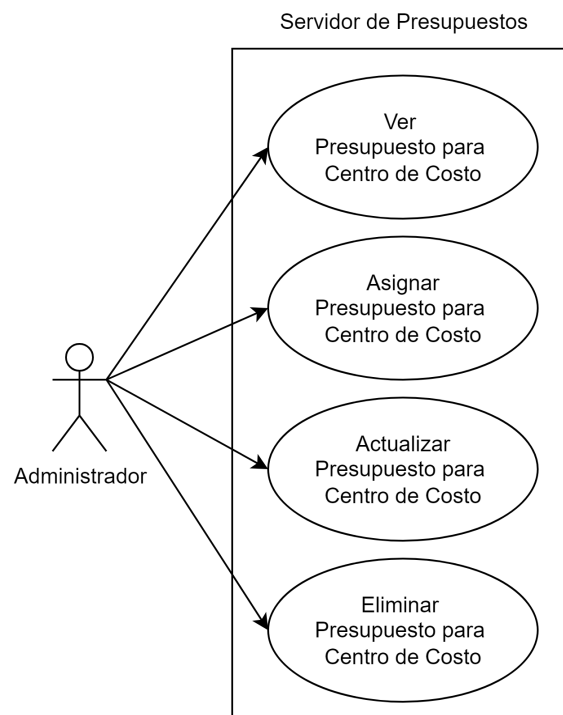 Servidor de Presupuestos
Ver
Presupuesto para
Centro de Costo
Asignar
Presupuesto para
Centro de Costo
Actualizar
Presupuesto para
Centro de Costo
Administrador
Eliminar
Presupuesto para
Centro de Costo